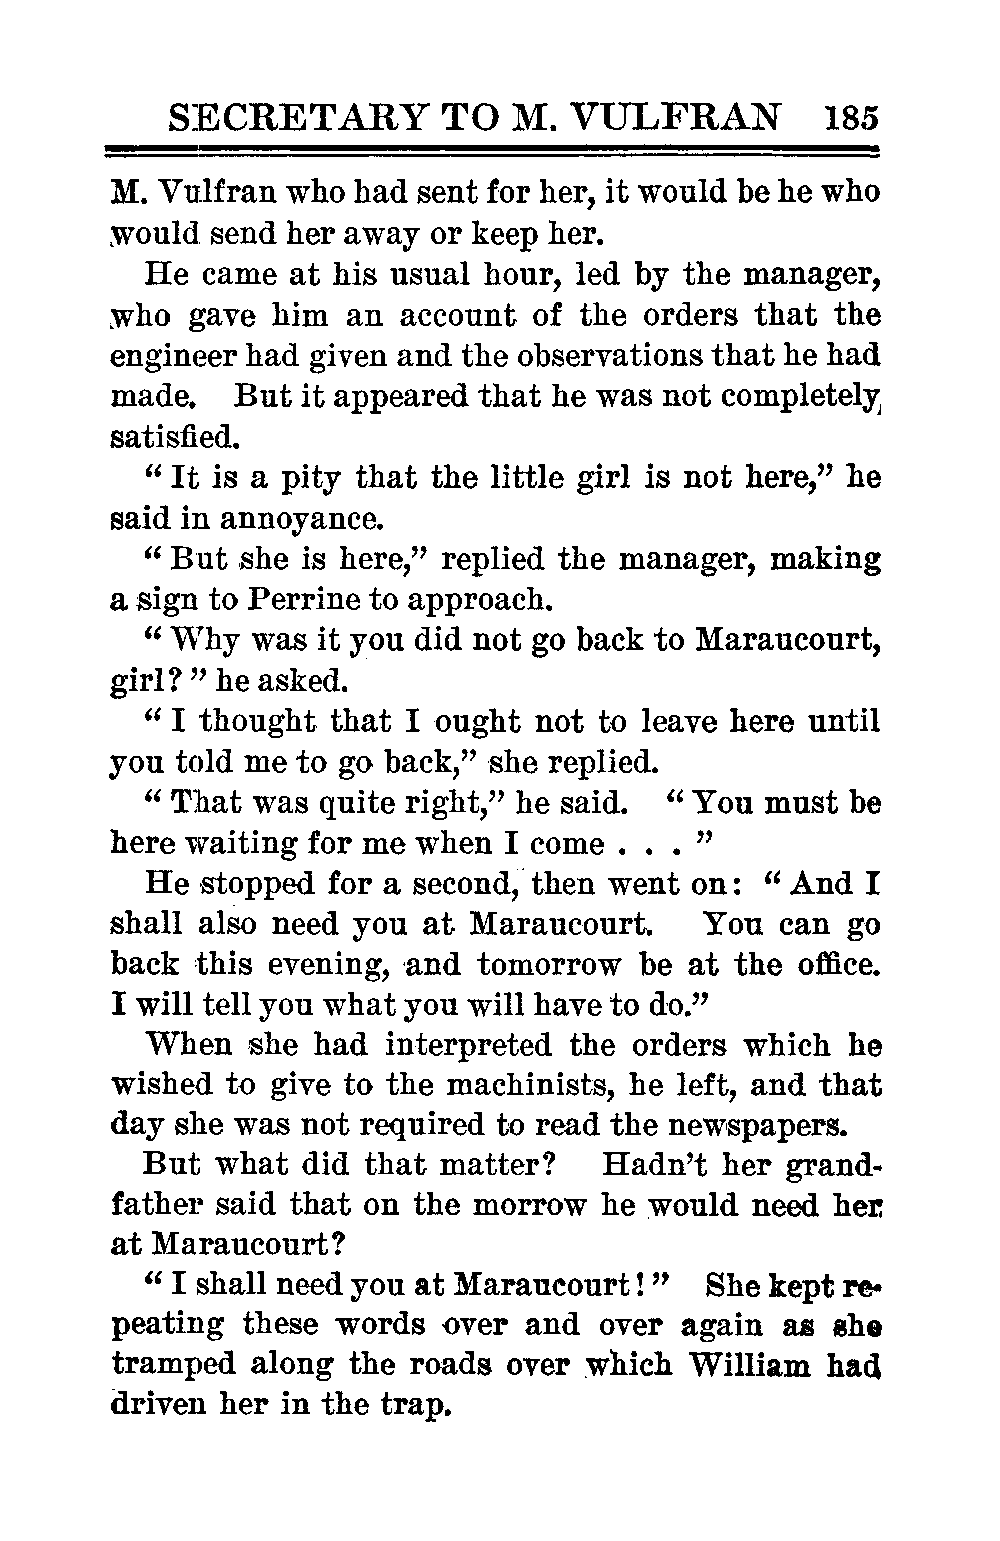 SECRETARY TO M. VULFRAN 185
M. Vulfran who had sent for her, it would be he who
would send her away or keep her.
He came at his usual hour, led by the manager,
who gave him an account of the orders that the
engineer had given and the observations that he had
made. But it appeared that he was not completely
satisfied.
“ It is a pity that the little girl is not here,” he
said in annoyance.
“ But she is here,” replied the manager, making
a sign to Perrine to approach.
“ Why was it you did not go back to Maraucourt,
girl? ” he asked.
“ I thought that I ought not to leave here until
you told me to go back,” she replied.
“ That was quite right,” he said. “ You must be
here waiting for me when I come . . . ”
He stopped for a second, then went on: “ And I
shall also need you at Maraucourt. You can go
back this evening, and tomorrow be at the office.
I will tell you what you will have to do.”
When she had interpreted the orders which he
wished to give to the machinists, he left, and that
day she was not required to read the newspapers.
But what did that matter? Hadn’t her grand-
father said that on the morrow he would need her
at Maraucourt?
“ I shall need you at Maraucourt! ” She kept re-
peating these words over and over again as she
tramped along the roads over which William had
driven her in the trap.